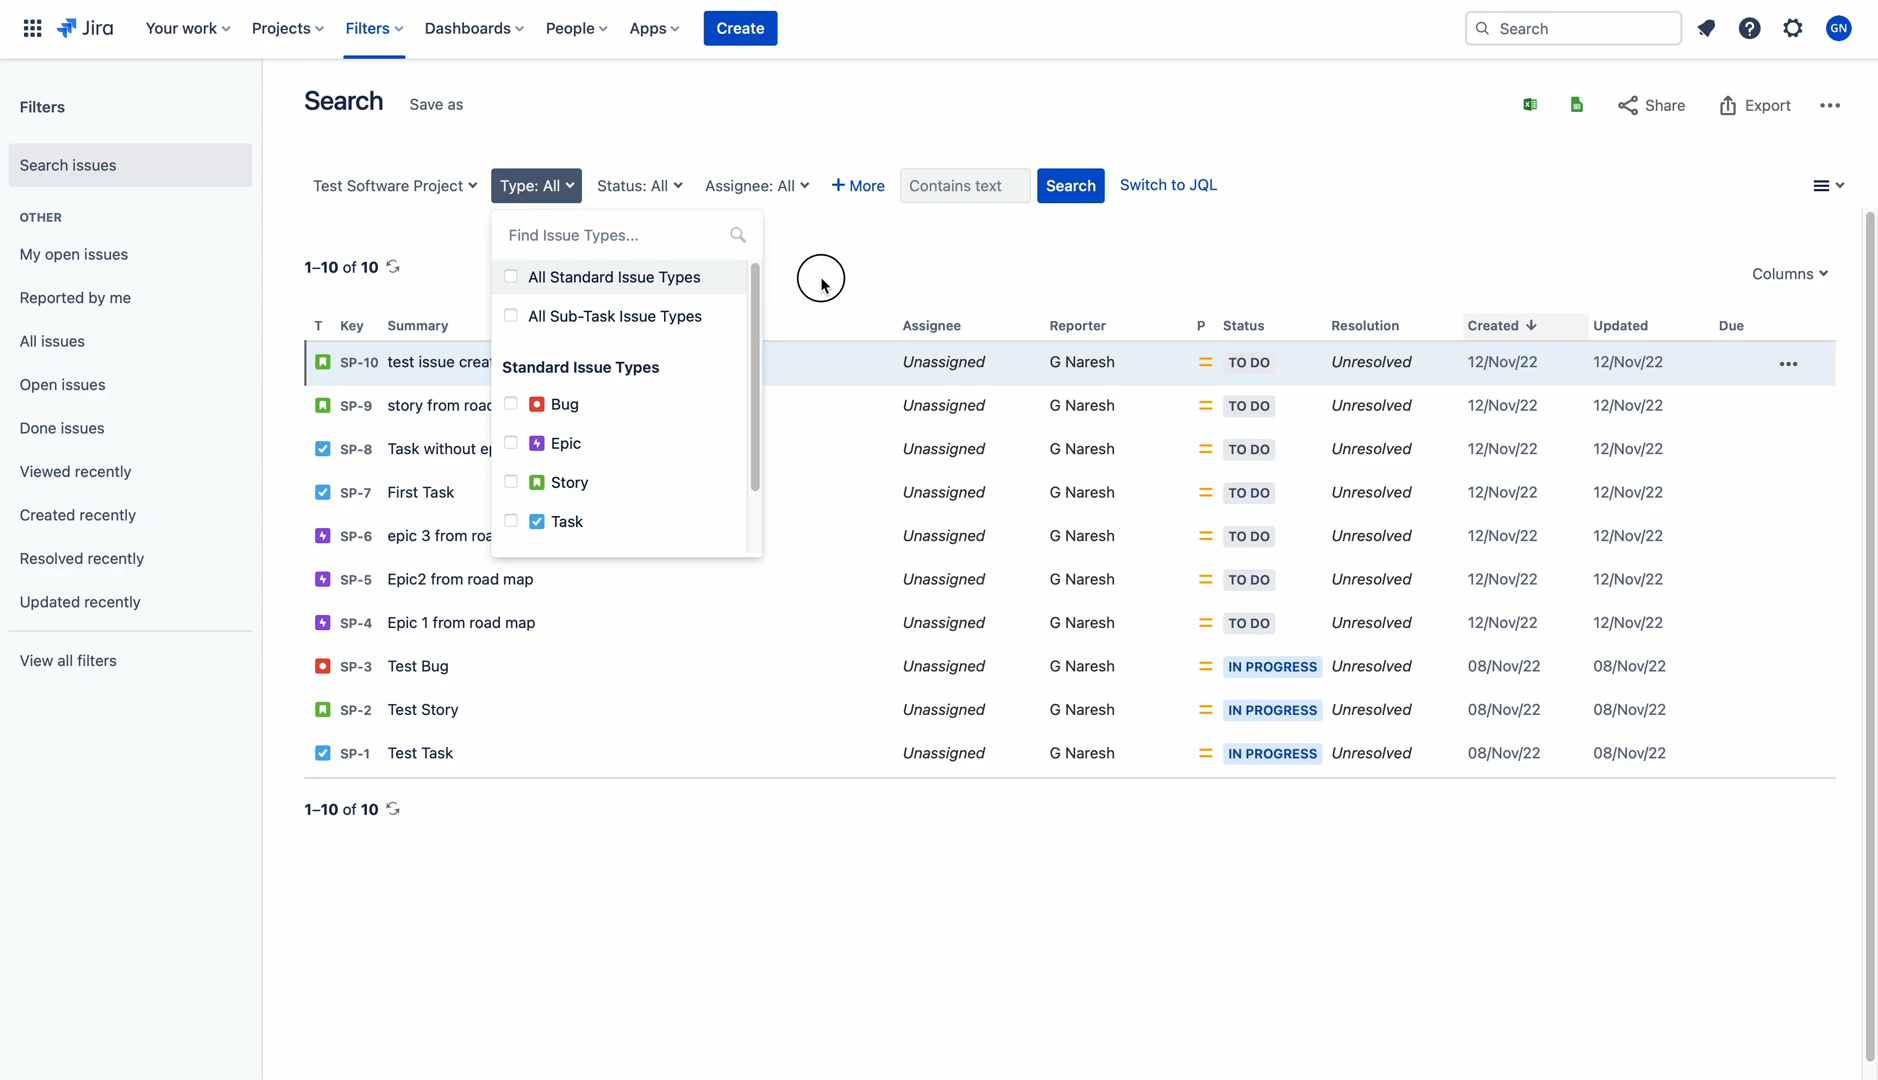 Jira Your work Projects Filters Dashboards People Apps Create Search GN
Filters
Search issues
OTHER
My open issues
Reported by me
All issues
Open issues
Done issues
Viewed recently
Created recently
Resolved recently
Updated recently
View all filters
Search Save as Share Export
Test Software Project Type: All Status: All Assignee: All + More Contains text Search Switch to JQL
Find Issue Types...
All Standard Issue Types
All Sub-Task Issue Types
Standard Issue Types
Bug
Epic
Story
Task
1–10 of 10 Columns
T Key Summary Assignee Reporter P Status Resolution Created Updated Due
SP-10 test issue Unassigned G Naresh TO DO Unresolved 12/Nov/22 12/Nov/22
SP-9 story from Unassigned G Naresh TO DO Unresolved 12/Nov/22 12/Nov/22
SP-8 Task without Unassigned G Naresh TO DO Unresolved 12/Nov/22 12/Nov/22
SP-7 First Task Unassigned G Naresh TO DO Unresolved 12/Nov/22 12/Nov/22
SP-6 epic 3 from Unassigned G Naresh TO DO Unresolved 12/Nov/22 12/Nov/22
SP-5 Epic2 from road map Unassigned G Naresh TO DO Unresolved 12/Nov/22 12/Nov/22
SP-4 Epic 1 from road map Unassigned G Naresh TO DO Unresolved 12/Nov/22 12/Nov/22
SP-3 Test Bug Unassigned G Naresh IN PROGRESS Unresolved 08/Nov/22 08/Nov/22
SP-2 Test Story Unassigned G Naresh IN PROGRESS Unresolved 08/Nov/22 08/Nov/22
SP-1 Test Task Unassigned G Naresh IN PROGRESS Unresolved 08/Nov/22 08/Nov/22
1–10 of 10